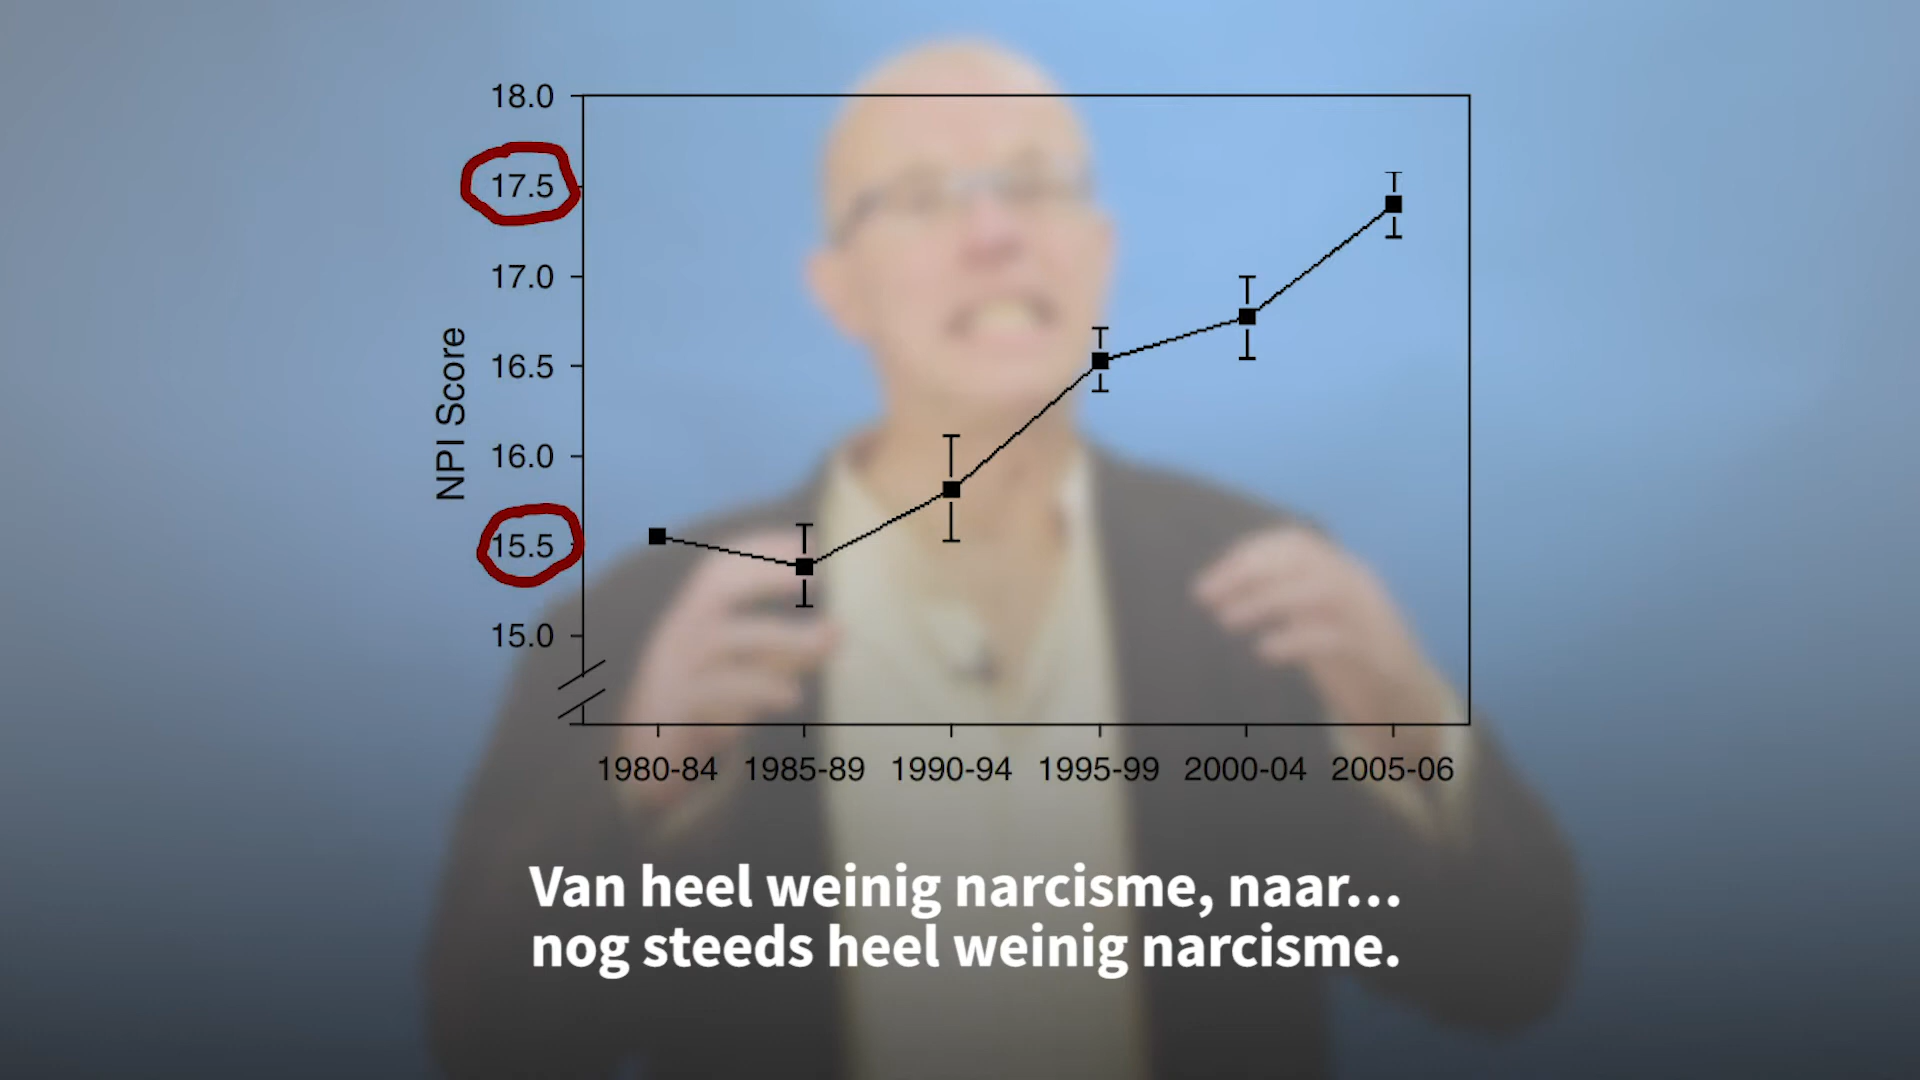 18.0
17.5
17.0
16.5
16.0
15.5
15.0
NPI Score
1980-84 1985-89 1990-94 1995-99 2000-04 2005-06
Van heel weinig narcisme, naar...
nog steeds heel weinig narcisme.